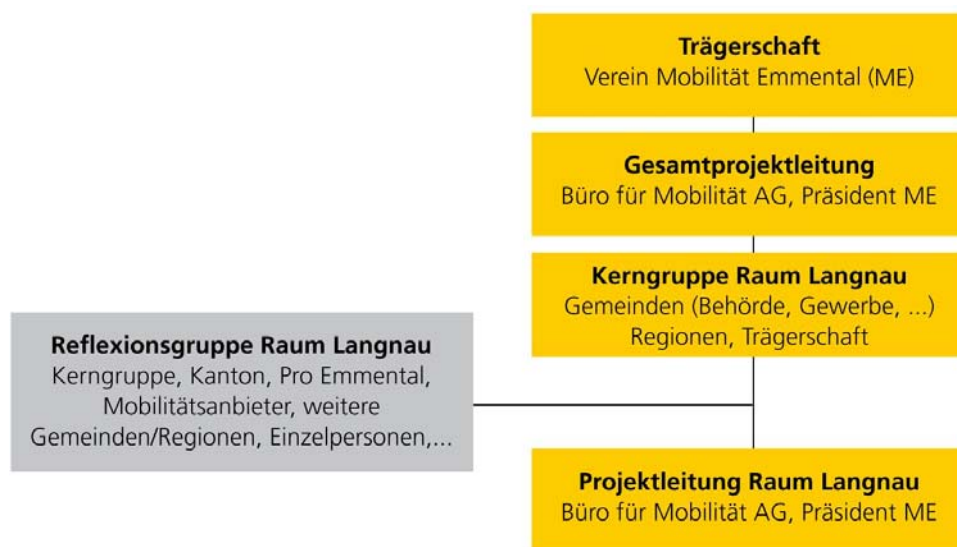 Trägerschaft
Verein Mobilität Emmental (ME)
Gesamtprojektleitung
Büro für Mobilität AG, Präsident ME
Kerngruppe Raum Langnau
Gemeinden (Behörde, Gewerbe, ...)
Regionen, Trägerschaft
Reflexionsgruppe Raum Langnau
Kerngruppe, Kanton, Pro Emmental,
Mobilitätsanbieter, weitere
Gemeinden/Regionen, Einzelpersonen,...
Projektleitung Raum Langnau
Büro für Mobilität AG, Präsident ME